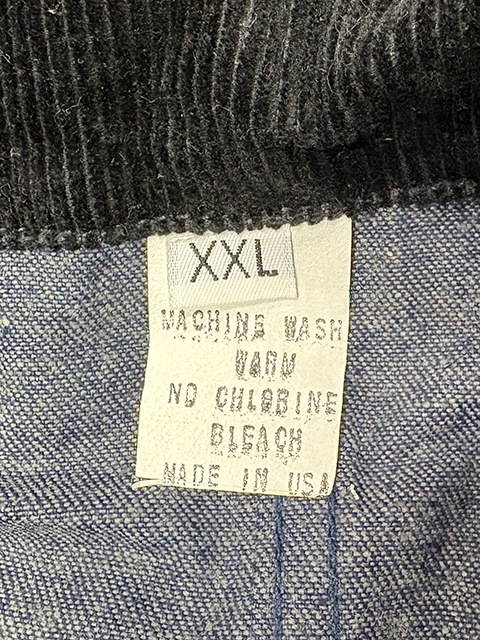 XXL
MACHINE WASH
WARM
NO CHLORINE
BLEACH
MADE IN USA